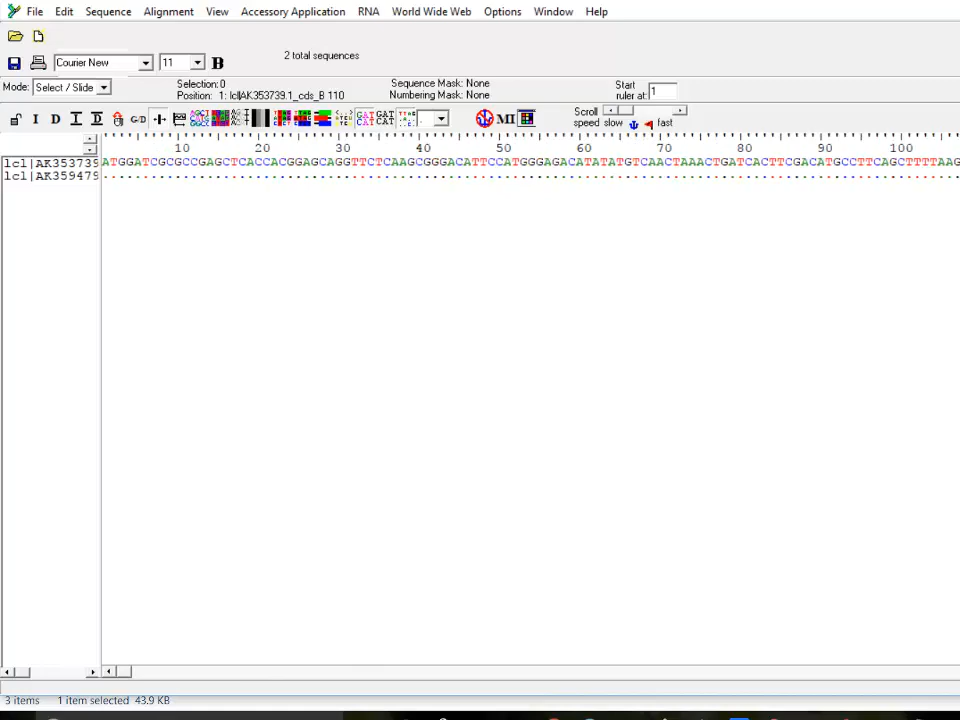 File Edit Sequence Alignment View Accessory Application RNA World Wide Web Options Window Help
Courier New 11 B 2 total sequences
Mode: Select / Slide Selection:0 Sequence Mask: None Start
Position: 1: lcl|AK353739.1_cds_B 110 Numbering Mask: None ruler at: 1
I D I D G/D MI Scroll
speed slow fast
10 20 30 40 50 60 70 80 90 100
lcl|AK353739 ATGGATCGCGCCGAGCTCACCACGGAGCAGGTTCTCAAGCGGGACATTCCATGGGAGACATATATGTCAACTAAACTGATCACTTCGACATGCCTTCAGCTTTTAAG
lcl|AK359479 ...........................................................................................................
3 items 1 item selected 43.9 KB